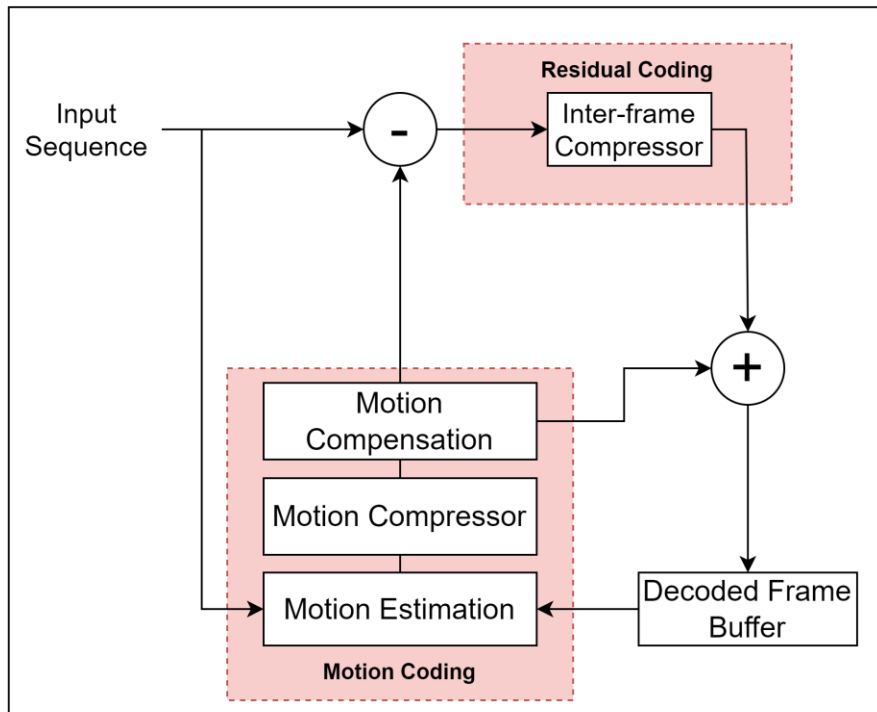 Residual Coding
Input
Sequence
-
Inter-frame
Compressor
+
Motion
Compensation
Motion Compressor
Motion Estimation
Decoded Frame
Buffer
Motion Coding